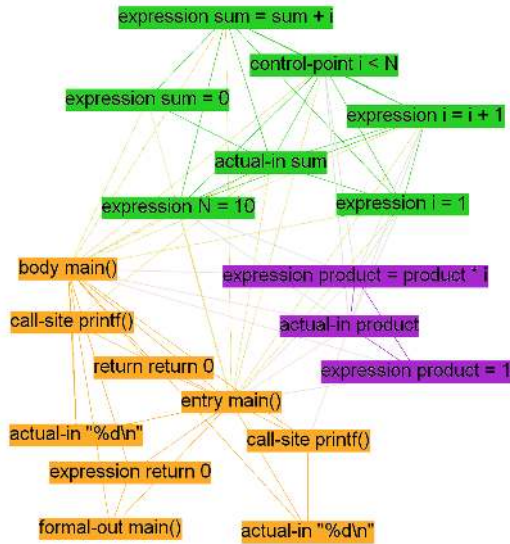 expression sum = sum + i
control-point i < N
expression sum = 0
expression i = i + 1
actual-in sum
expression N = 10
expression i = 1
body main()
expression product = product * i
call-site printf()
actual-in product
return return 0
expression product = 1
entry main()
actual-in "%d\n"
call-site printf()
expression return 0
formal-out main()
actual-in "%d\n"